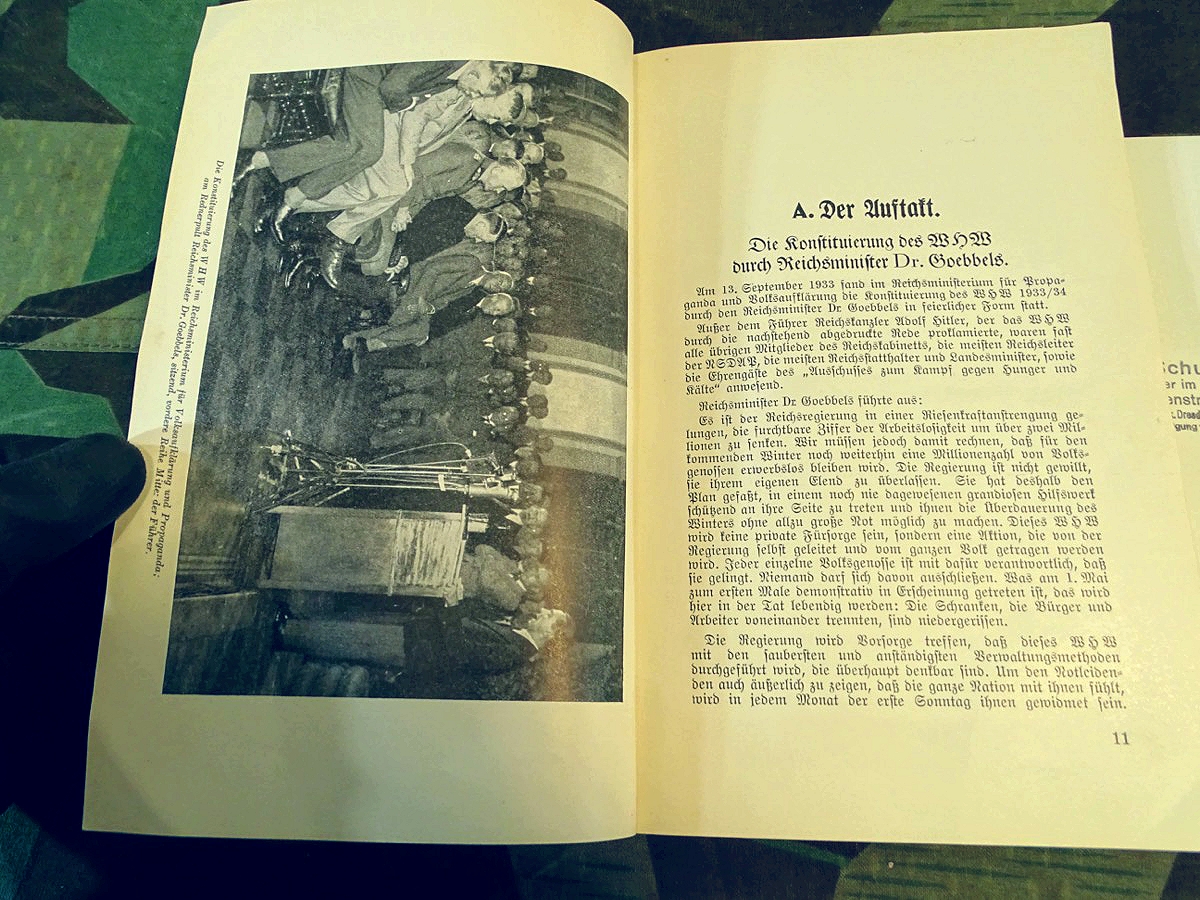 Die Konstituierung des W H W im Reichsministerium für Volksaufklärung und Propaganda;
am Rednerpult Reichsminister Dr. Goebbels, sitzend, vordere Reihe Mitte: der Führer.
A. Der Auftakt.
Die Konstituierung des WHW
durch Reichsminister Dr. Goebbels.
Am 13. September 1933 fand im Reichsministerium für Propa-
ganda und Volksaufklärung die Konstituierung des WHW 1933/34
durch den Reichsminister Dr Goebbels in feierlicher Form statt.
Außer dem Führer Reichskanzler Adolf Hitler, der das WHW
durch die nachstehend abgedruckte Rede proklamierte, waren fast
alle übrigen Mitglieder des Reichskabinetts, die meisten Reichsleiter
der NSDAP, die meisten Reichsstatthalter und Landesminister, sowie
die Ehrengäste des „Ausschusses zum Kampf gegen Hunger und
Kälte“ anwesend.
Reichsminister Dr Goebbels führte aus:
Es ist der Reichsregierung in einer Riesenkraftanstrengung ge-
lungen, die furchtbare Ziffer der Arbeitslosigkeit um über zwei Mil-
lionen zu senken. Wir müssen jedoch damit rechnen, daß für den
kommenden Winter noch weiterhin eine Millionenzahl von Volks-
genossen erwerbslos bleiben wird. Die Regierung ist nicht gewillt,
sie ihrem eigenen Elend zu überlassen. Sie hat deshalb den
Plan gefaßt, in einem noch nie dagewesenen grandiosen Hilfswerk
schützend an ihre Seite zu treten und ihnen die Überdauerung des
Winters ohne allzu große Not möglich zu machen. Dieses WHW
wird keine private Fürsorge sein, sondern eine Aktion, die von der
Regierung selbst geleitet und vom ganzen Volk getragen werden
wird. Jeder einzelne Volksgenosse ist mit dafür verantwortlich, daß
sie gelingt. Niemand darf sich davon ausschließen. Was am 1. Mai
zum ersten Male demonstrativ in Erscheinung getreten ist, das wird
hier in der Tat lebendig werden: Die Schranken, die Bürger und
Arbeiter voneinander trennten, sind niedergerissen.
Die Regierung wird Vorsorge treffen, daß dieses WHW
mit den saubersten und anständigsten Verwaltungsmethoden
durchgeführt wird, die überhaupt denkbar sind. Um den Notleiden-
den auch äußerlich zu zeigen, daß die ganze Nation mit ihnen fühlt,
wird in jedem Monat der erste Sonntag ihnen gewidmet sein.
11